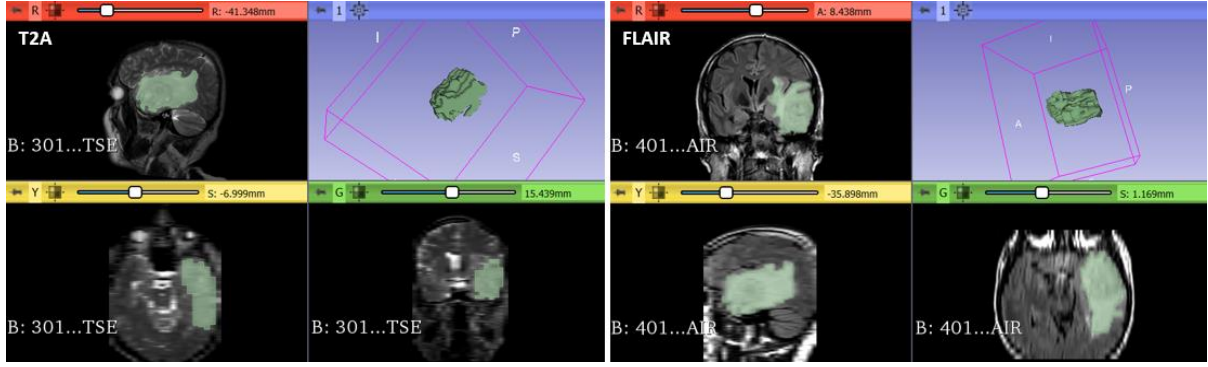 R R: -41.348mm 1
T2A
I P
S
B: 301...TSE
Y S: -6.999mm G 15.439mm
B: 301...TSE B: 301...TSE
R A: 8.438mm 1
FLAIR
I
A P
B: 401...AIR
Y -35.898mm G S: 1.169mm
B: 401...AIR B: 401...AIR